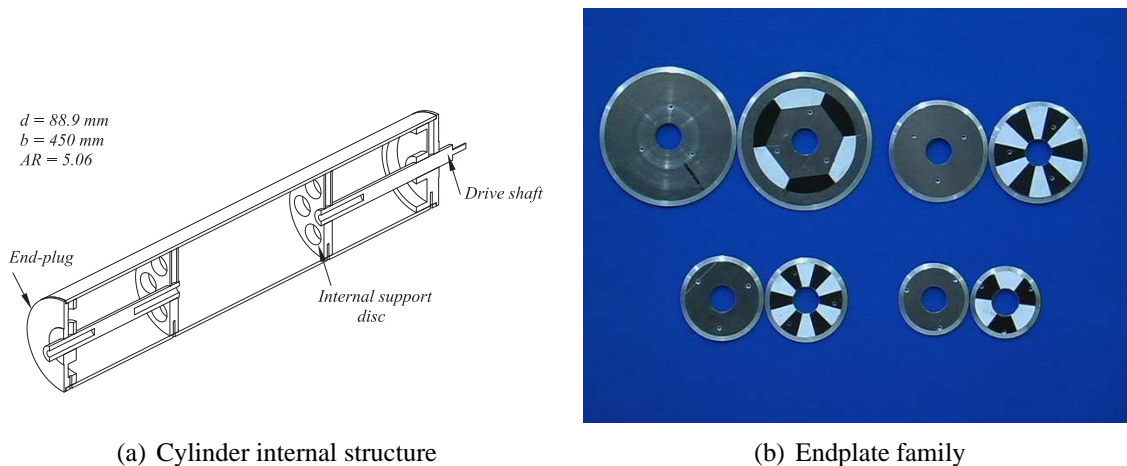 d = 88.9 mm
b = 450 mm
AR = 5.06
Drive shaft
End-plug
Internal support
disc
(a) Cylinder internal structure
(b) Endplate family